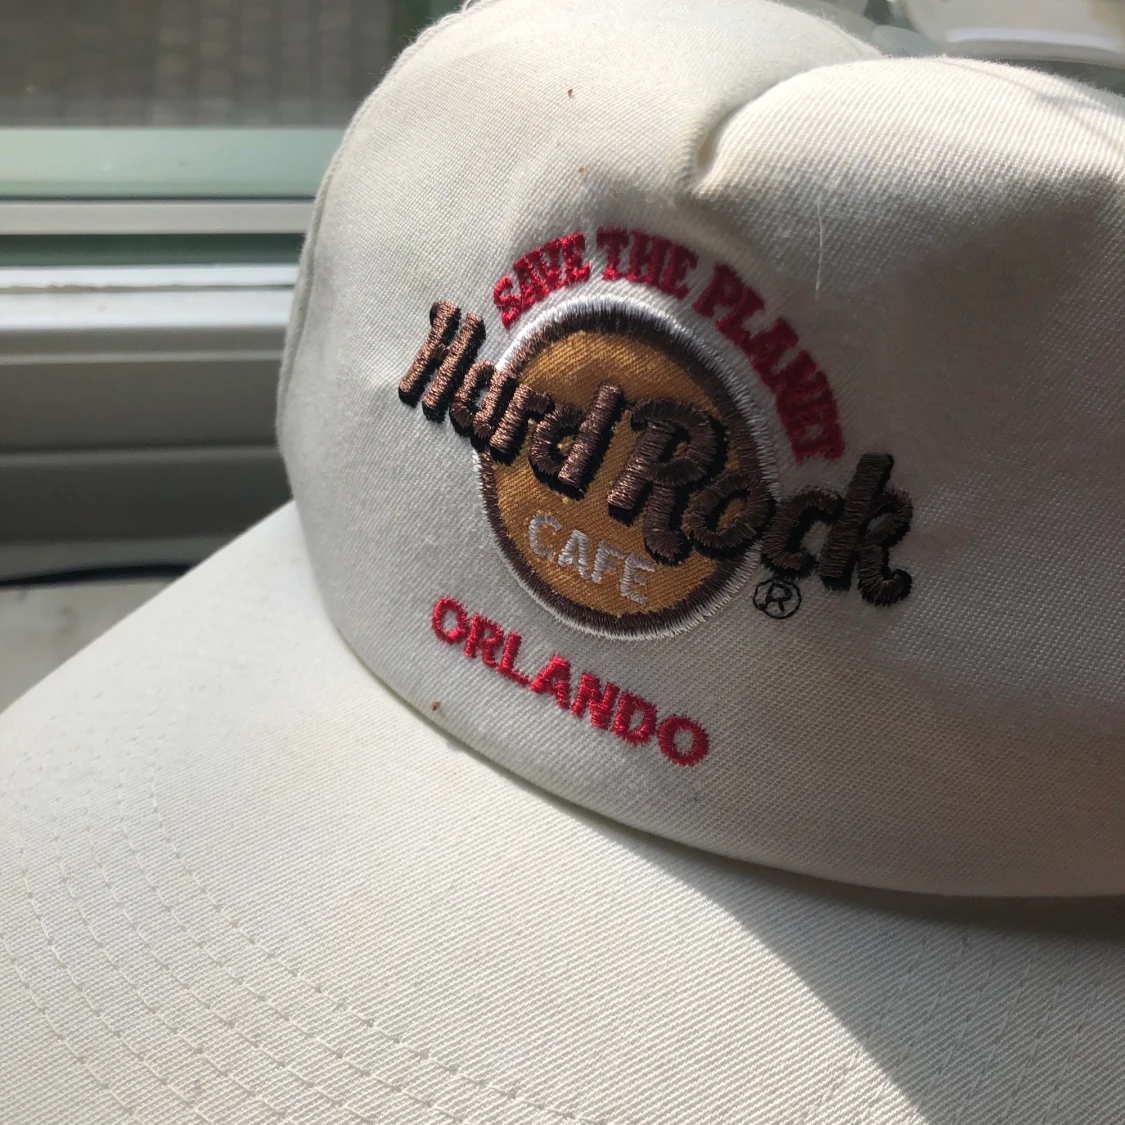 SAVE THE PLANET
Hard Rock
CAFE
®
ORLANDO